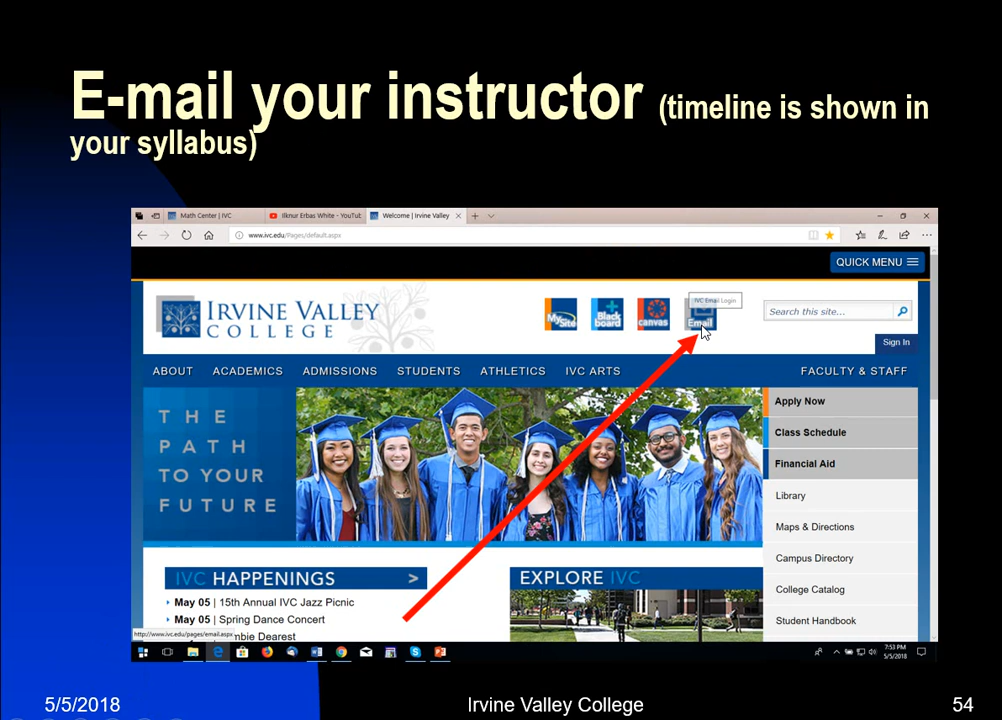 E-mail your instructor (timeline is shown in
your syllabus)
Math Center | IVC
Ilknur Erbas White - YouTub
Welcome | Irvine Valley
www.ivc.edu/Pages/default.aspx
QUICK MENU
IRVINE VALLEY
COLLEGE
MySite
Black
board
canvas
IVC Email Login
Email
Search this site...
Sign In
ABOUT ACADEMICS ADMISSIONS STUDENTS ATHLETICS IVC ARTS FACULTY & STAFF
THE
PATH
TO YOUR
FUTURE
Apply Now
Class Schedule
Financial Aid
Library
Maps & Directions
Campus Directory
College Catalog
Student Handbook
IVC HAPPENINGS >
May 05 | 15th Annual IVC Jazz Picnic
May 05 | Spring Dance Concert
Dearest
EXPLORE IVC
http://www.ivc.edu/pages/email.aspx
7:53 PM
5/5/2018
5/5/2018 Irvine Valley College 54